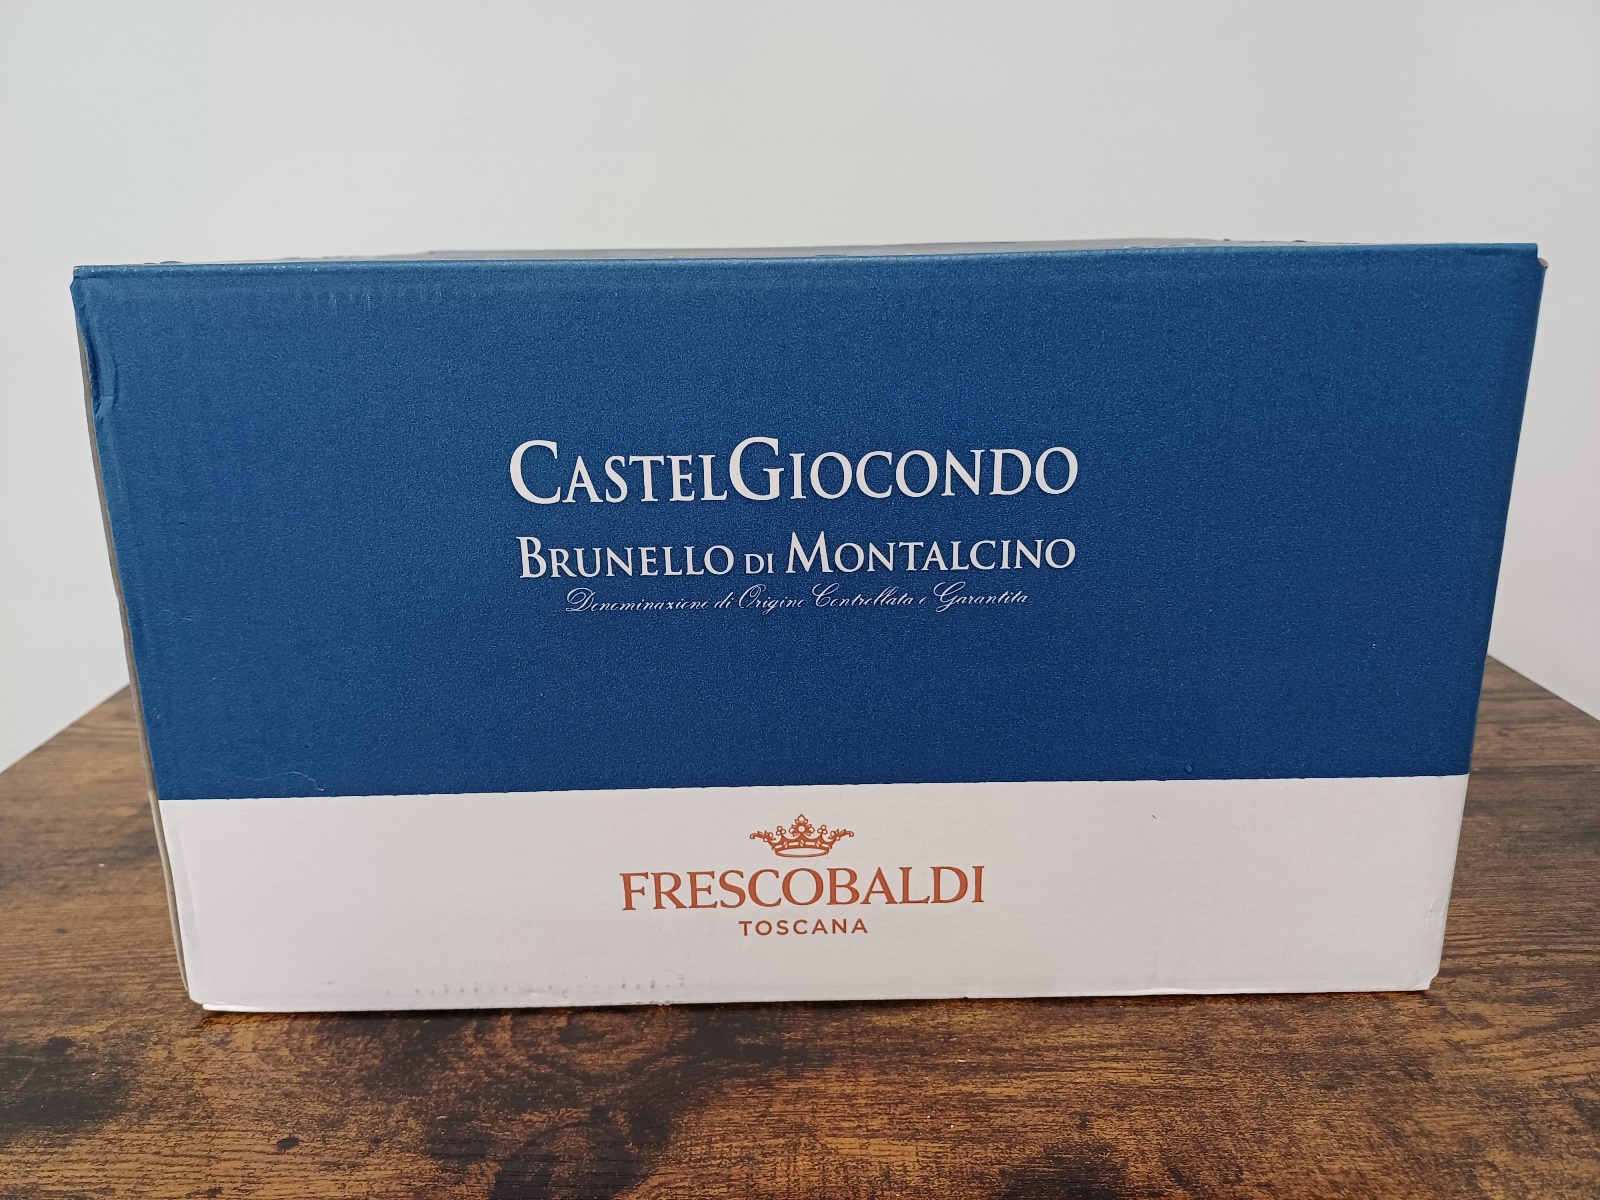 CASTELGIOCONDO
BRUNELLO DI MONTALCINO
Denominazione di Origine Controllata e Garantita
FRESCOBALDI
TOSCANA